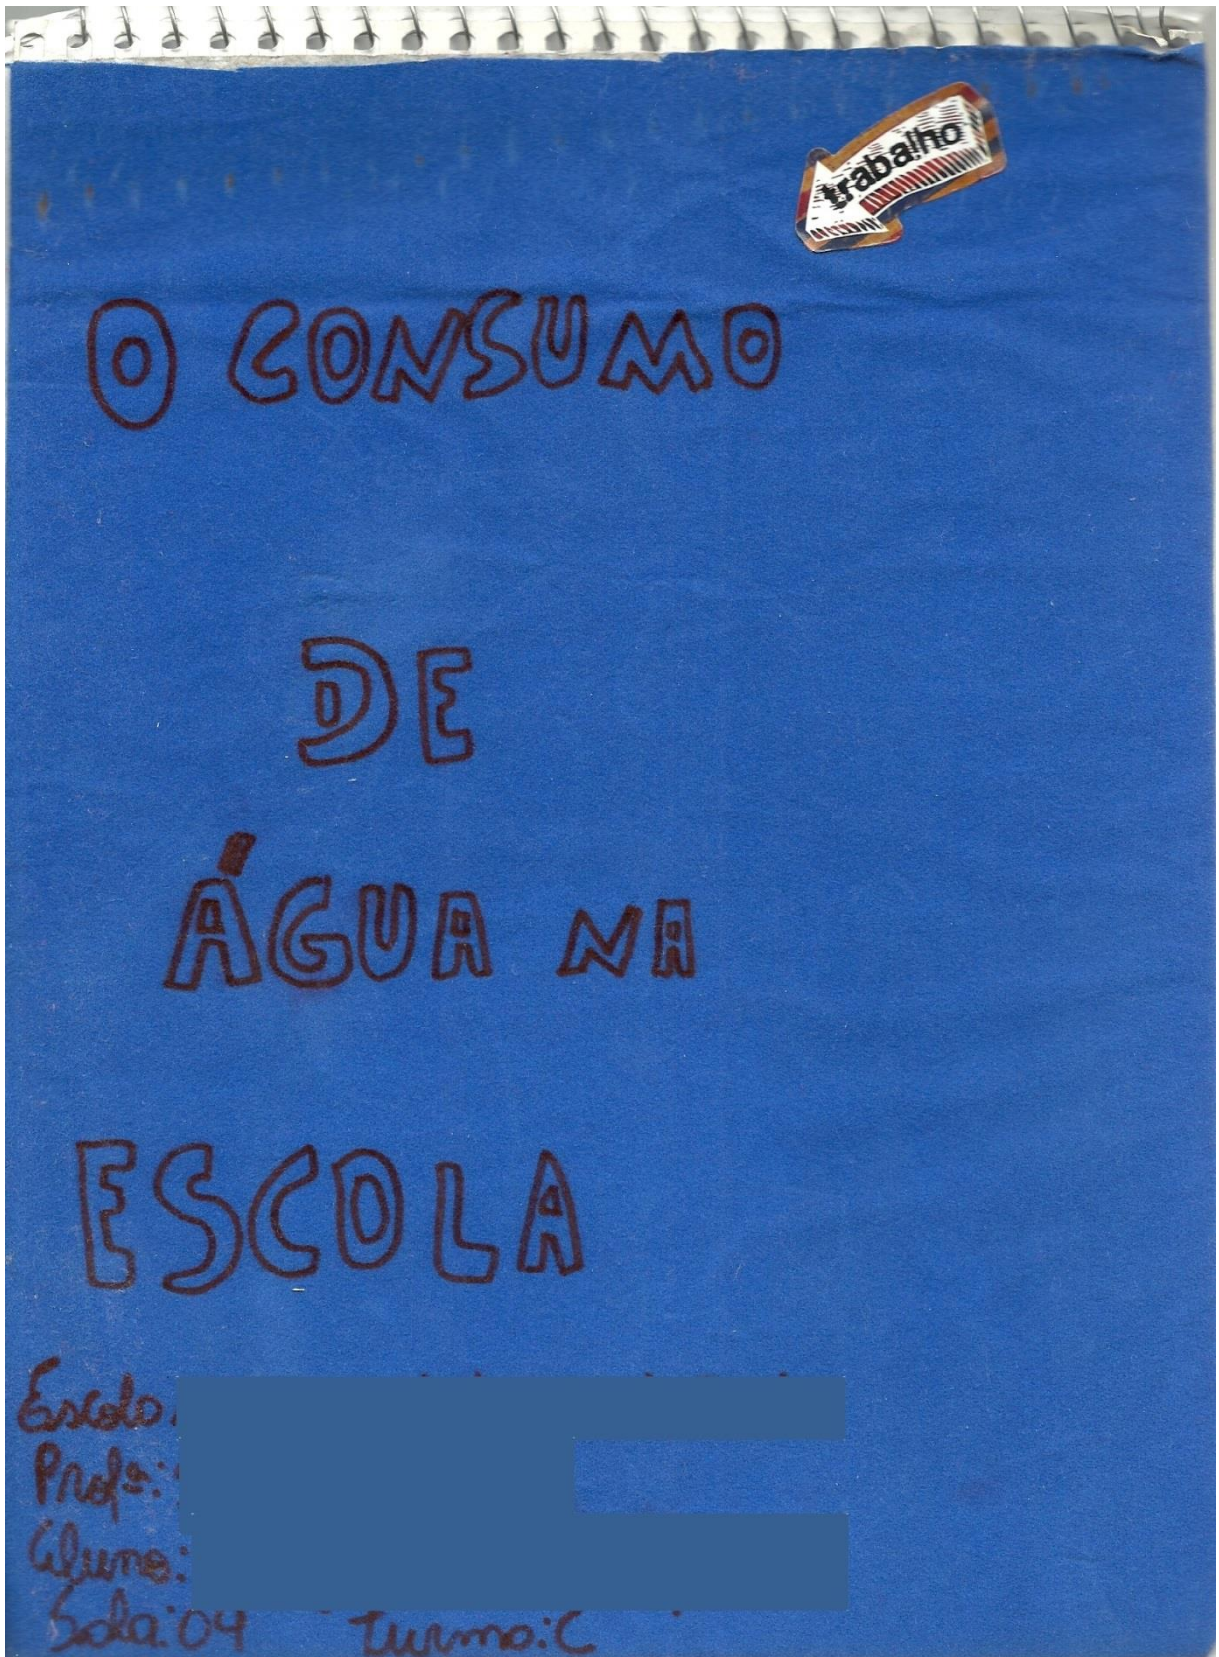 trabalho
O CONSUMO
DE
ÁGUA NA
ESCOLA
Escola:
Profª:
Aluno:
Sala: 04 Turma: C